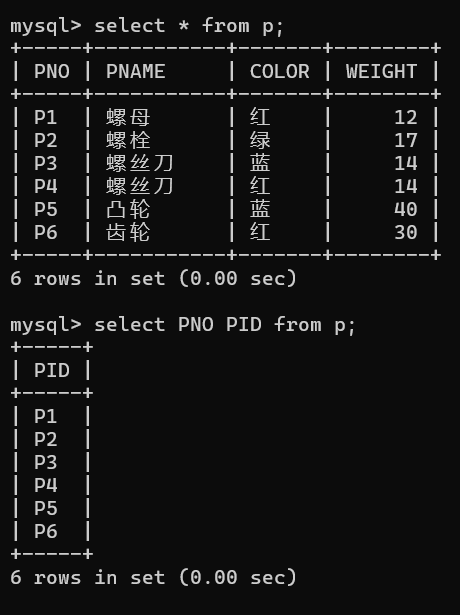 mysql> select * from p;
+-----+-----------+-------+--------+
| PNO | PNAME     | COLOR | WEIGHT |
+-----+-----------+-------+--------+
| P1  | 螺母      | 红    |     12 |
| P2  | 螺栓      | 绿    |     17 |
| P3  | 螺丝刀    | 蓝    |     14 |
| P4  | 螺丝刀    | 红    |     14 |
| P5  | 凸轮      | 蓝    |     40 |
| P6  | 齿轮      | 红    |     30 |
+-----+-----------+-------+--------+
6 rows in set (0.00 sec)
mysql> select PNO PID from p;
+-----+
| PID |
+-----+
| P1  |
| P2  |
| P3  |
| P4  |
| P5  |
| P6  |
+-----+
6 rows in set (0.00 sec)